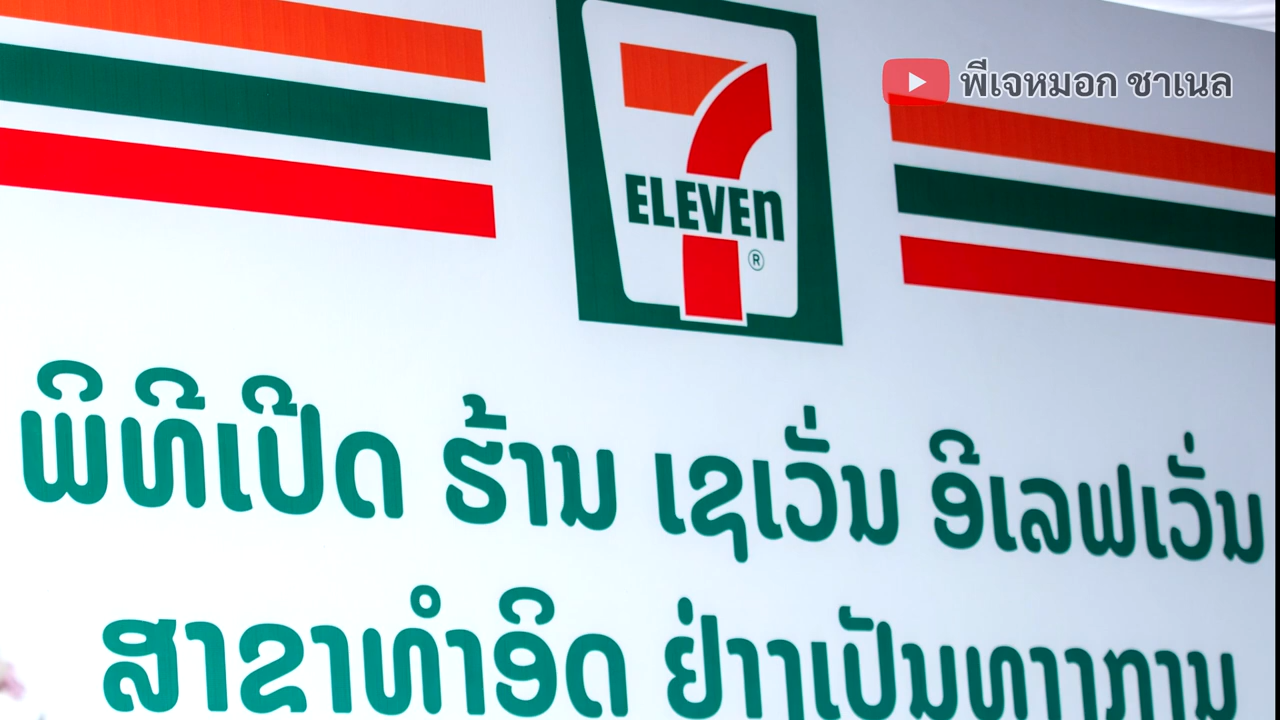 7
ELEVEn
®
พีเจหมอก ชาเนล
ພິທີເປີດ ຮ້ານ ເຊເວັ່ນ ອີເລຟເວັ່ນ
ສາຂາທຳອິດ ຢ່າງເປັນທາງການ